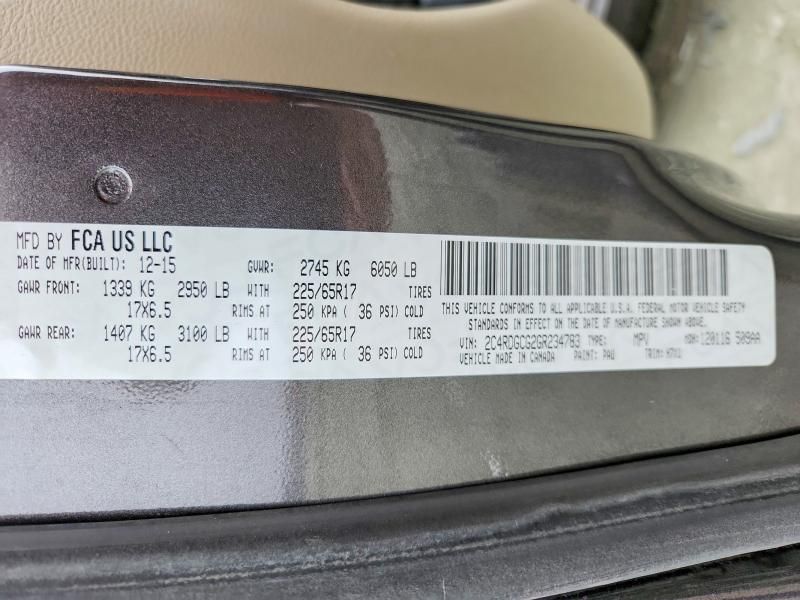 MFD BY FCA US LLC
DATE OF MFR(BUILT): 12-15 GVWR: 2745 KG 6050 LB
GAWR FRONT: 1339 KG 2950 LB WITH 225/65R17 TIRES
17X6.5 RIMS AT 250 KPA ( 36 PSI) COLD
GAWR REAR: 1407 KG 3100 LB WITH 225/65R17 TIRES
17X6.5 RIMS AT 250 KPA ( 36 PSI) COLD
THIS VEHICLE CONFORMS TO ALL APPLICABLE U.S.A. FEDERAL MOTOR VEHICLE SAFETY
STANDARDS IN EFFECT ON THE DATE OF MANUFACTURE SHOWN ABOVE.
VIN: 2C4RDGCG2GR234783 TYPE: MPV MDH: 120116 509AA
VEHICLE MADE IN CANADA PAINT: PAU TRIM: